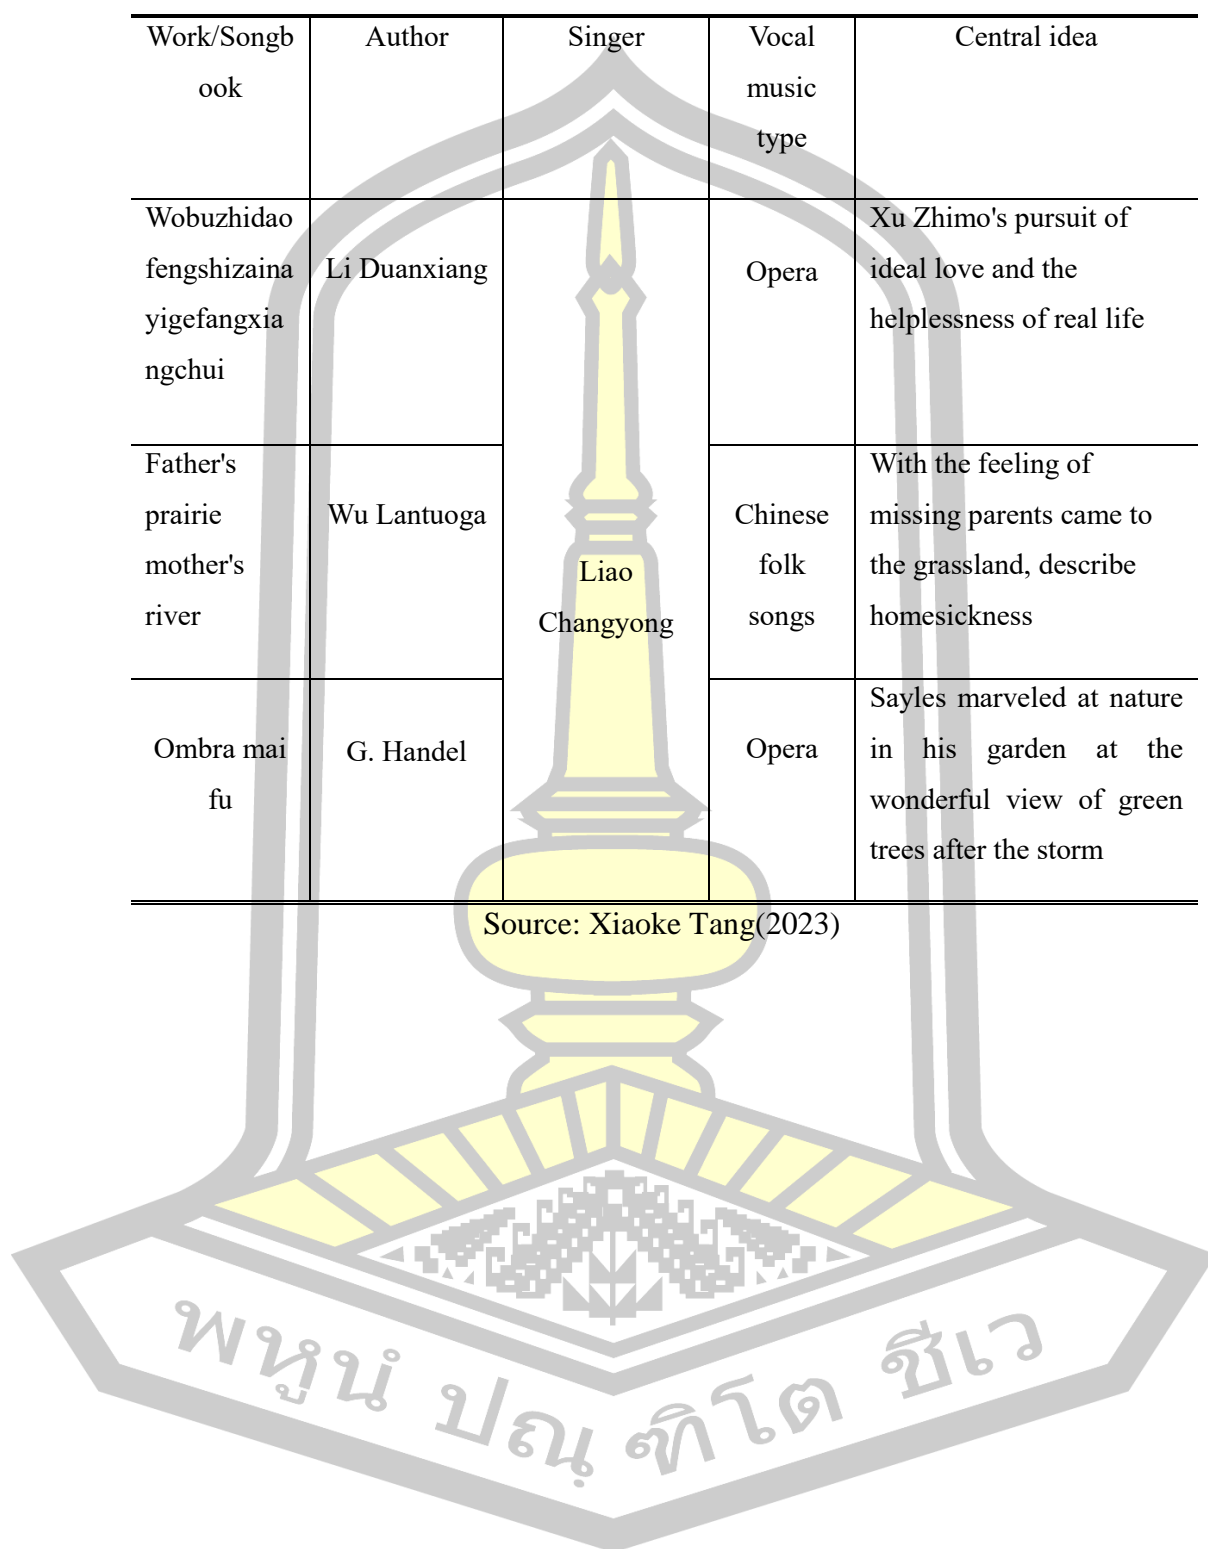 Work/Songb
ook
Author
Singer
Vocal
music
type
Central idea
Wobuzhidao
fengshizaina
yigefangxia
ngchui
Li Duanxiang
Liao
Changyong
Opera
Xu Zhimo's pursuit of
ideal love and the
helplessness of real life
Father's
prairie
mother's
river
Wu Lantuoga
Chinese
folk
songs
With the feeling of
missing parents came to
the grassland, describe
homesickness
Ombra mai
fu
G. Handel
Opera
Sayles marveled at nature
in his garden at the
wonderful view of green
trees after the storm
Source: Xiaoke Tang(2023)
พหูนํ ปณฺฑิโต ชีเว